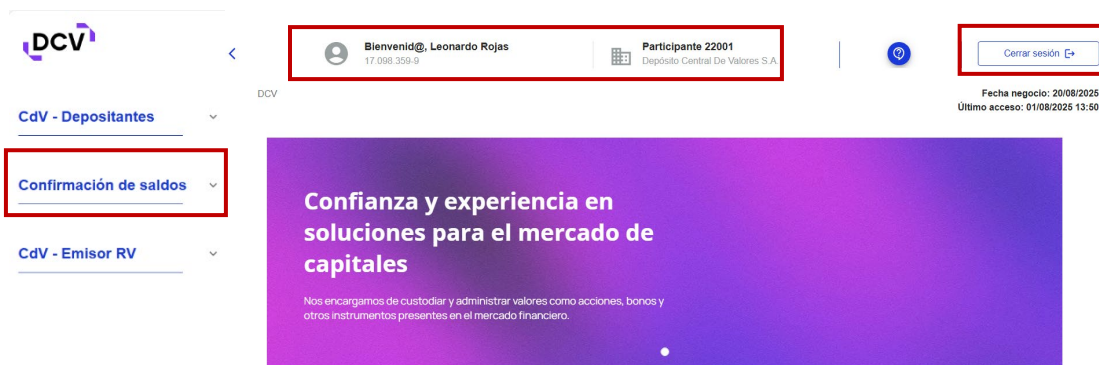 DCV
CdV - Depositantes
Confirmación de saldos
CdV - Emisor RV
Bienvenid@, Leonardo Rojas
17.098.359-9
Participante 22001
Depósito Central De Valores S.A.
Cerrar sesión
DCV
Fecha negocio: 20/08/2025
Último acceso: 01/08/2025 13:50
Confianza y experiencia en
soluciones para el mercado de
capitales
Nos encargamos de custodiar y administrar valores como acciones, bonos y
otros instrumentos presentes en el mercado financiero.